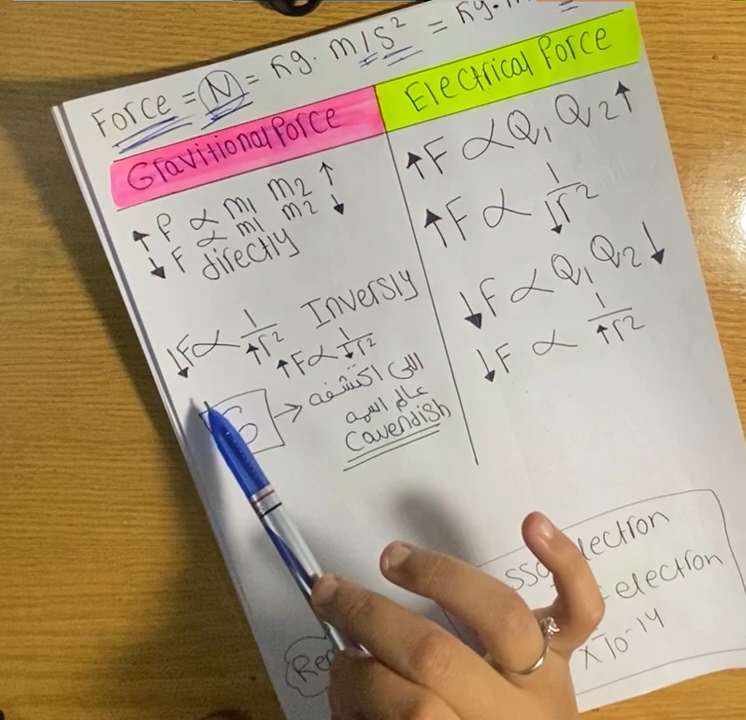 Force = N = kg. m/s² = kg.m
Gravitional Force
Electrical Force
↑F ∝ m1 m2 ↑
↓F ∝ m1 m2 ↓
directly
↓F ∝ 1/↑r² Inversly
↑F ∝ 1/↓r²
G → اللي اكتشفه
عالم اسمه
Cavendish
↑F ∝ Q1 Q2↑
↑F ∝ 1/↓r²
↓F ∝ Q1 Q2↓
↓F ∝ 1/↑r²
electron
electron
x10-14